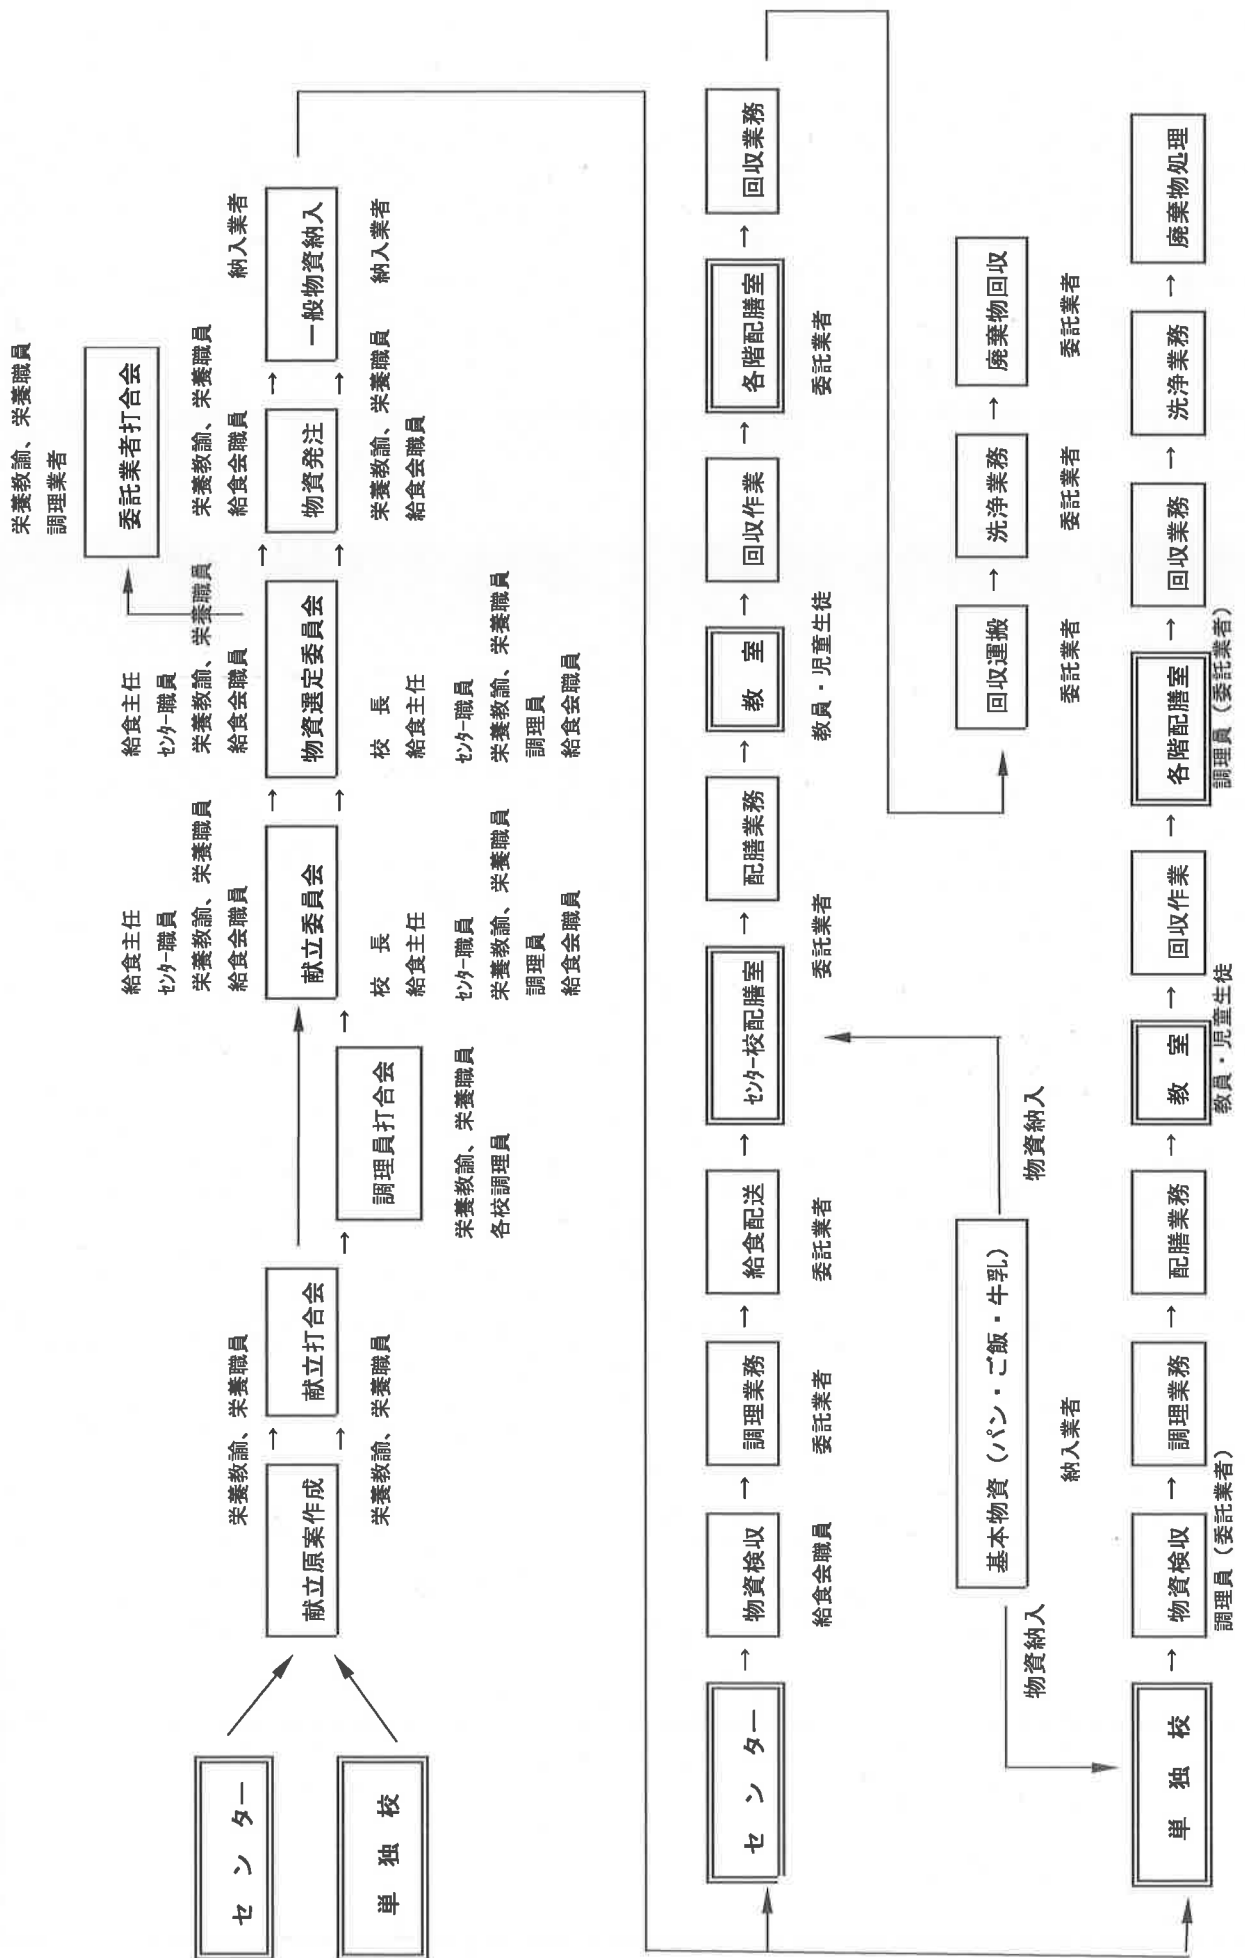 栄養教諭、栄養職員
調理業者
委託業者打合会
センター
単独校
栄養教諭、栄養職員
→
献立原案作成
→
栄養教諭、栄養職員
献立打合会
→
調理員打合会
栄養教諭、栄養職員
各校調理員
→
給食主任
センター職員
栄養教諭、栄養職員
給食会職員
献立委員会
校長
給食主任
センター職員
栄養教諭、栄養職員
調理員
給食会職員
→
→
給食主任
センター職員
栄養教諭、栄養職員
給食会職員
物資選定委員会
校長
給食主任
センター職員
栄養教諭、栄養職員
調理員
給食会職員
→
→
栄養教諭、栄養職員
給食会職員
物資発注
栄養教諭、栄養職員
給食会職員
→
→
納入業者
一般物資納入
納入業者
センター
→
物資検収
給食会職員
→
調理業務
委託業者
→
給食配送
委託業者
→
センター校配膳室
→
配膳業務
委託業者
→
教室
教員・児童生徒
→
回収作業
→
各階配膳室
委託業者
→
回収業務
回収運搬
委託業者
→
洗浄業務
委託業者
→
廃棄物回収
委託業者
物資納入
基本物資（パン・ご飯・牛乳）
納入業者
物資納入
単独校
→
物資検収
調理員（委託業者）
→
調理業務
→
配膳業務
→
教室
教員・児童生徒
→
回収作業
→
各階配膳室
調理員（委託業者）
→
回収業務
→
洗浄業務
→
廃棄物処理